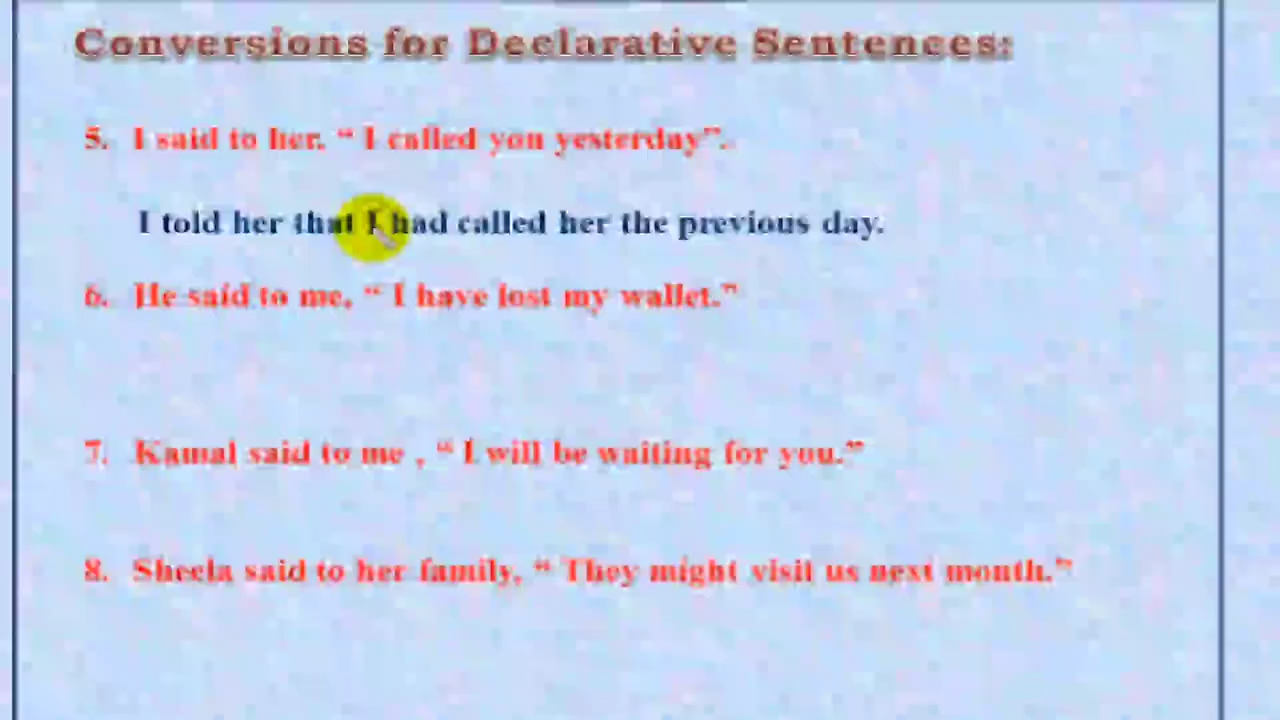 Conversions for Declarative Sentences:
5. I said to her. “ I called you yesterday”.
I told her that I had called her the previous day.
6. He said to me, “ I have lost my wallet.”
7. Kamal said to me , “ I will be waiting for you.”
8. Sheela said to her family, “ They might visit us next month.”